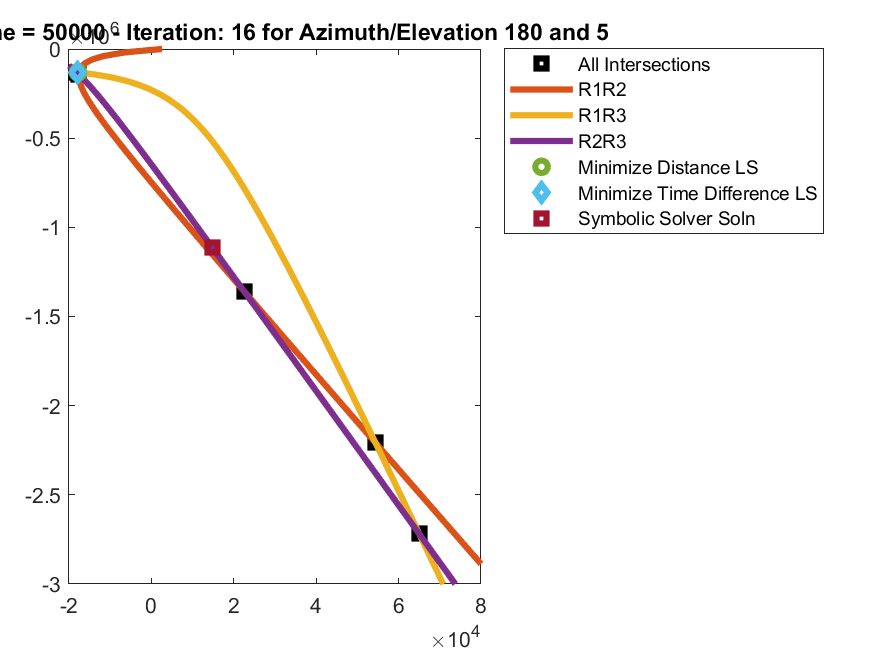 ne = 50000 - Iteration: 16 for Azimuth/Elevation 180 and 5
×10^6
0
-0.5
-1
-1.5
-2
-2.5
-3
-2 0 2 4 6 8
×10^4
All Intersections
R1R2
R1R3
R2R3
Minimize Distance LS
Minimize Time Difference LS
Symbolic Solver Soln